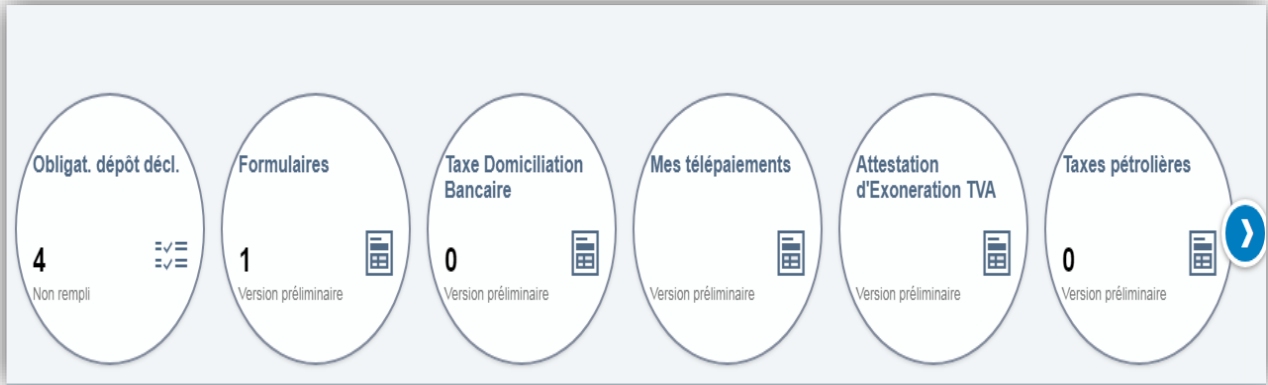 Obligat. dépôt décl.
4
Non rempli
Formulaires
1
Version préliminaire
Taxe Domiciliation
Bancaire
0
Version préliminaire
Mes télépaiements
Version préliminaire
Attestation
d'Exoneration TVA
Version préliminaire
Taxes pétrolières
0
Version préliminaire